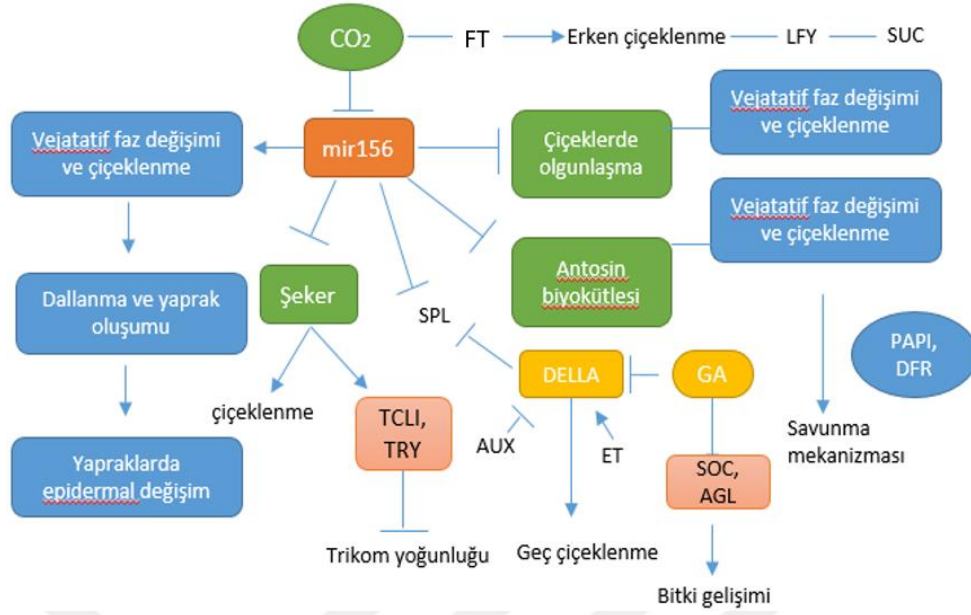 CO₂
FT
Erken çiçeklenme
LFY
SUC
Vejatatif faz değişimi
ve çiçeklenme
mir156
Çiçeklerde
olgunlaşma
Vejatatif faz değişimi
ve çiçeklenme
Vejatatif faz değişimi
ve çiçeklenme
Dallanma ve yaprak
oluşumu
Şeker
SPL
Antosin
biyokütlesi
PAPI,
DFR
DELLA
GA
çiçeklenme
TCLI,
TRY
AUX
ET
Savunma
mekanizması
Yapraklarda
epidermal değişim
SOC,
AGL
Trikom yoğunluğu
Geç çiçeklenme
Bitki gelişimi